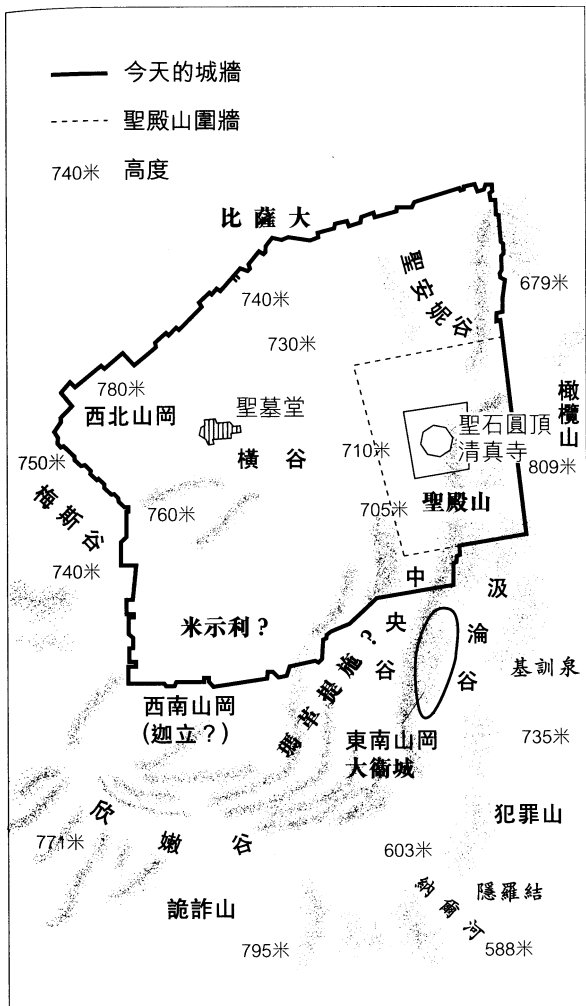 今天的城牆
聖殿山圍牆
740米 高度
比薩大
聖安妮谷
679米
740米
730米
780米
西北山岡
聖墓堂
橫谷
橄欖山
聖石圓頂
清真寺
710米
809米
750米
梅斯谷
760米
705米
聖殿山
740米
中央谷
汲淪谷
米示利？
瑪革提施？
基訓泉
西南山岡
(迦立？)
東南山岡
大衞城
735米
欣嫩谷
771米
犯罪山
603米
詭詐山
納爾河
隱羅結
795米
588米